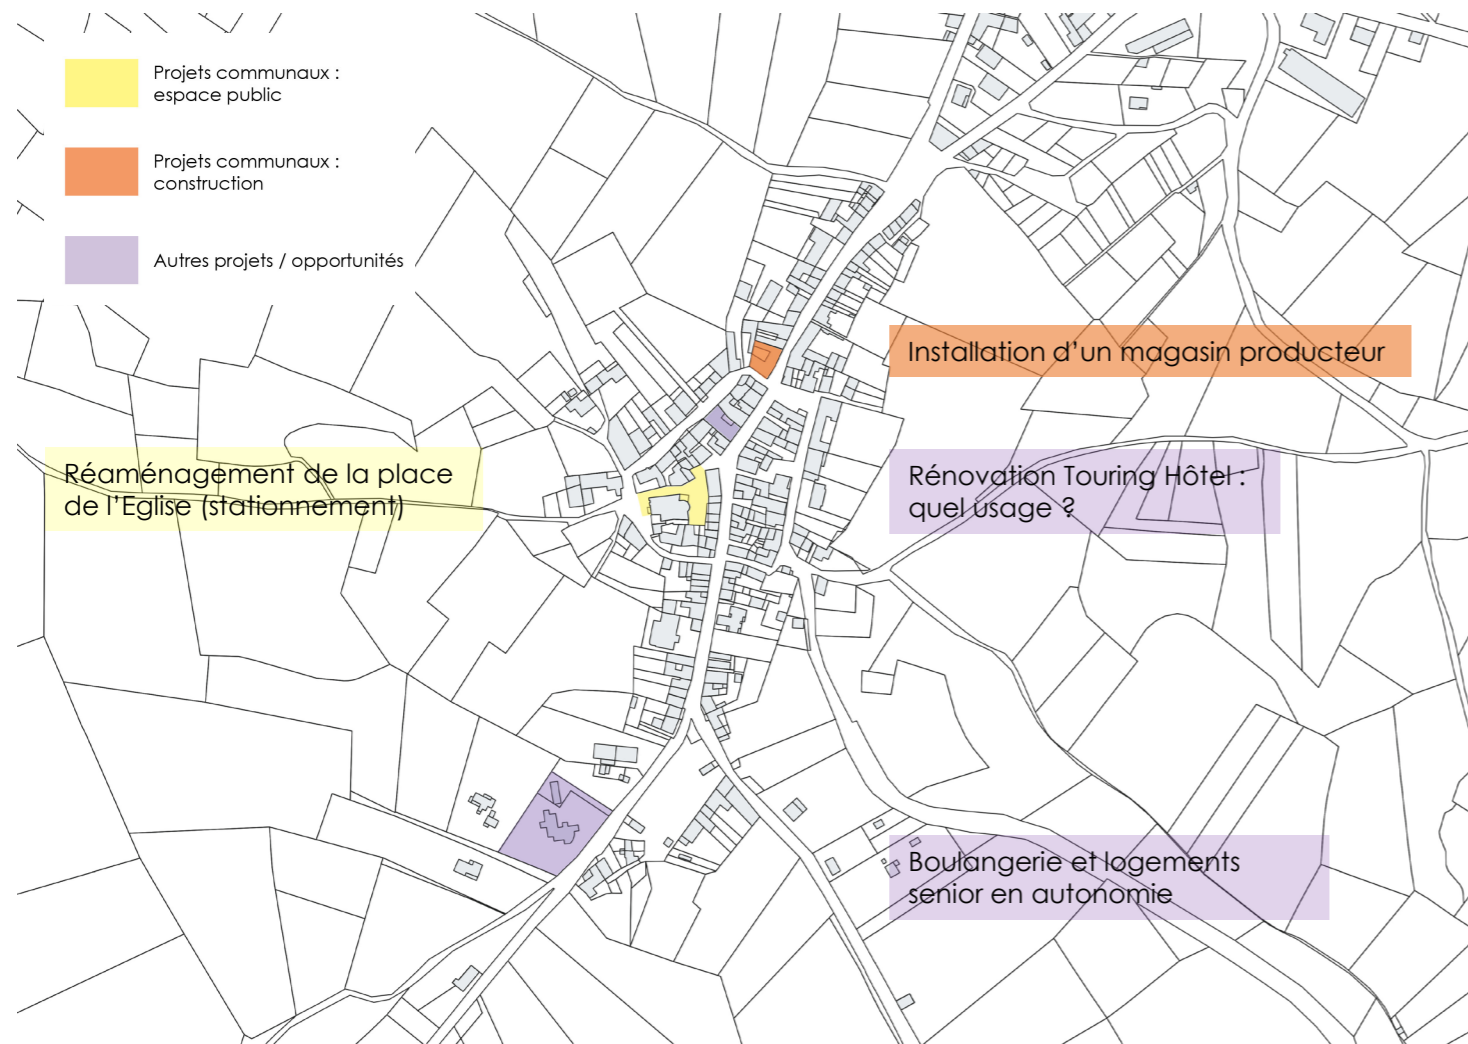 Projets communaux :
espace public
Projets communaux :
construction
Autres projets / opportunités
Installation d'un magasin producteur
Réaménagement de la place
de l'Eglise (stationnement)
Rénovation Touring Hôtel :
quel usage ?
Boulangerie et logements
senior en autonomie